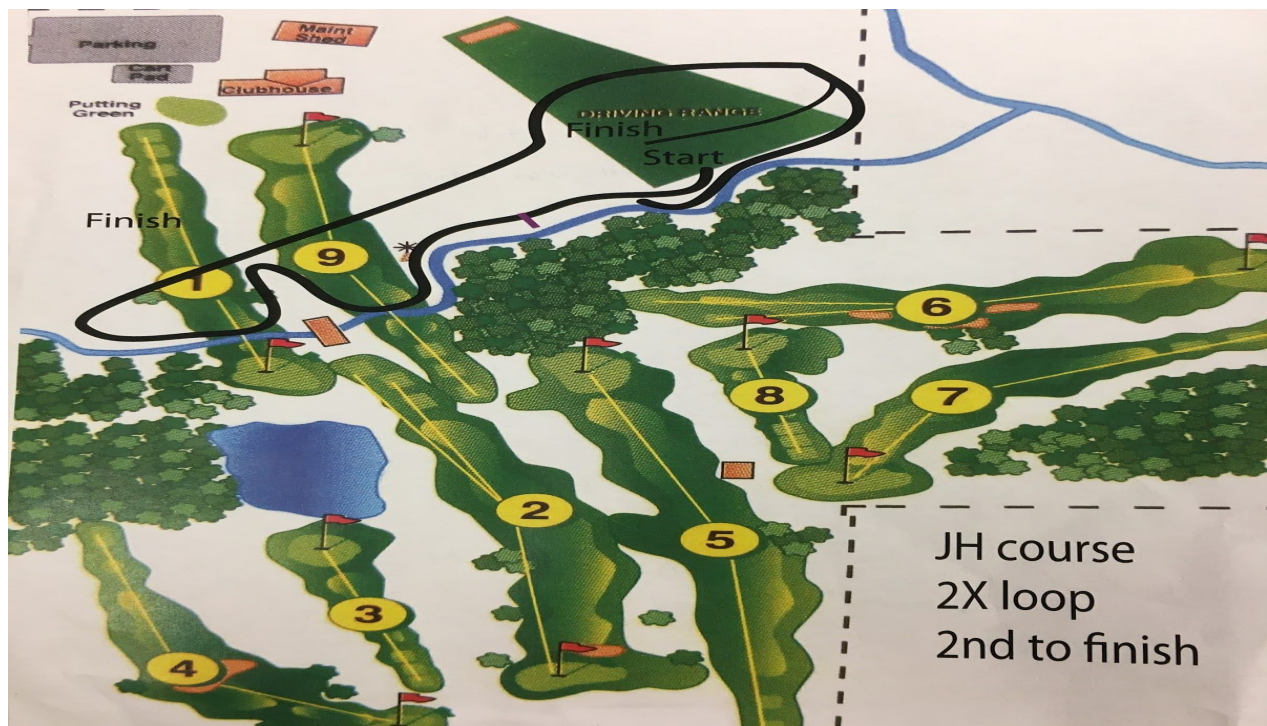 Parking
Maint
Shed
Cart
Pad
Clubhouse
Putting
Green
DRIVING RANGE
Finish
Start
Finish
1
9
6
8
7
2
5
3
4
JH course
2X loop
2nd to finish